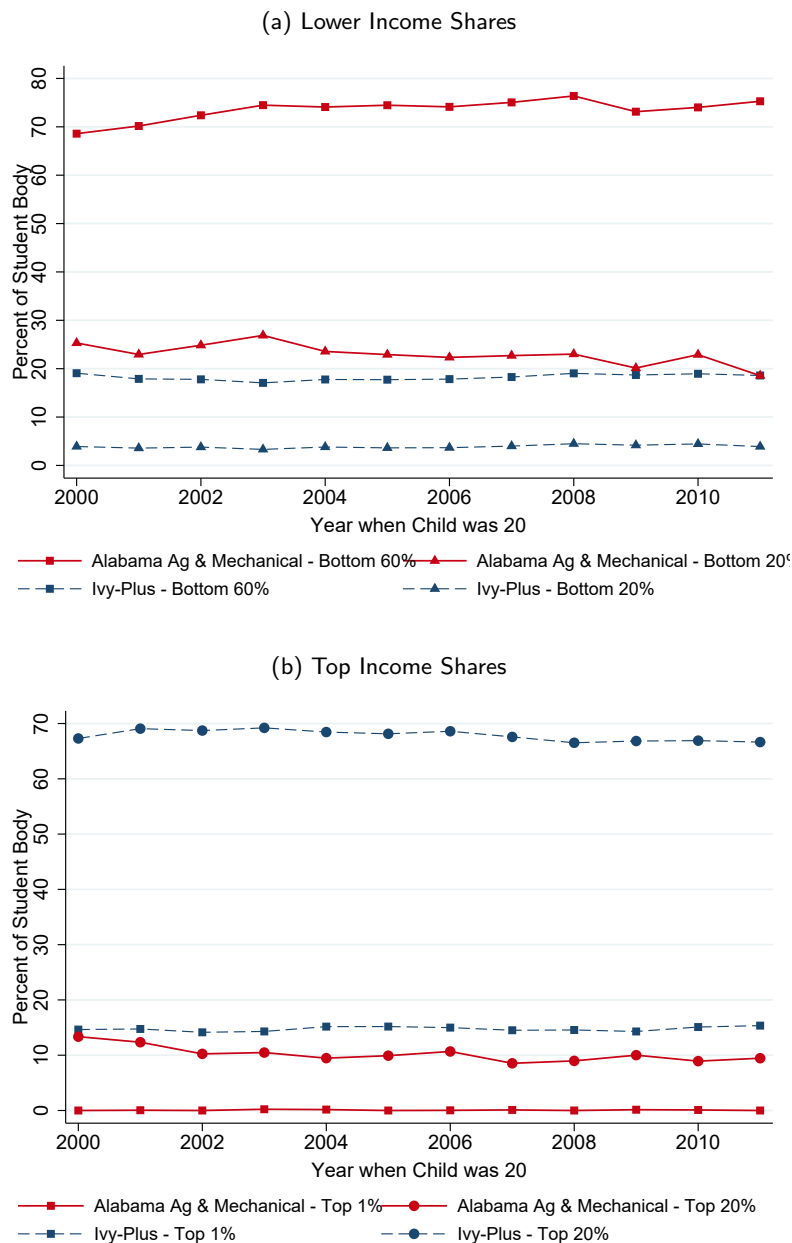 (a) Lower Income Shares
Percent of Student Body
80
70
60
50
40
30
20
10
0
2000 2002 2004 2006 2008 2010
Year when Child was 20
Alabama Ag & Mechanical - Bottom 60% Alabama Ag & Mechanical - Bottom 20%
Ivy-Plus - Bottom 60% Ivy-Plus - Bottom 20%
(b) Top Income Shares
Percent of Student Body
70
60
50
40
30
20
10
0
2000 2002 2004 2006 2008 2010
Year when Child was 20
Alabama Ag & Mechanical - Top 1% Alabama Ag & Mechanical - Top 20%
Ivy-Plus - Top 1% Ivy-Plus - Top 20%